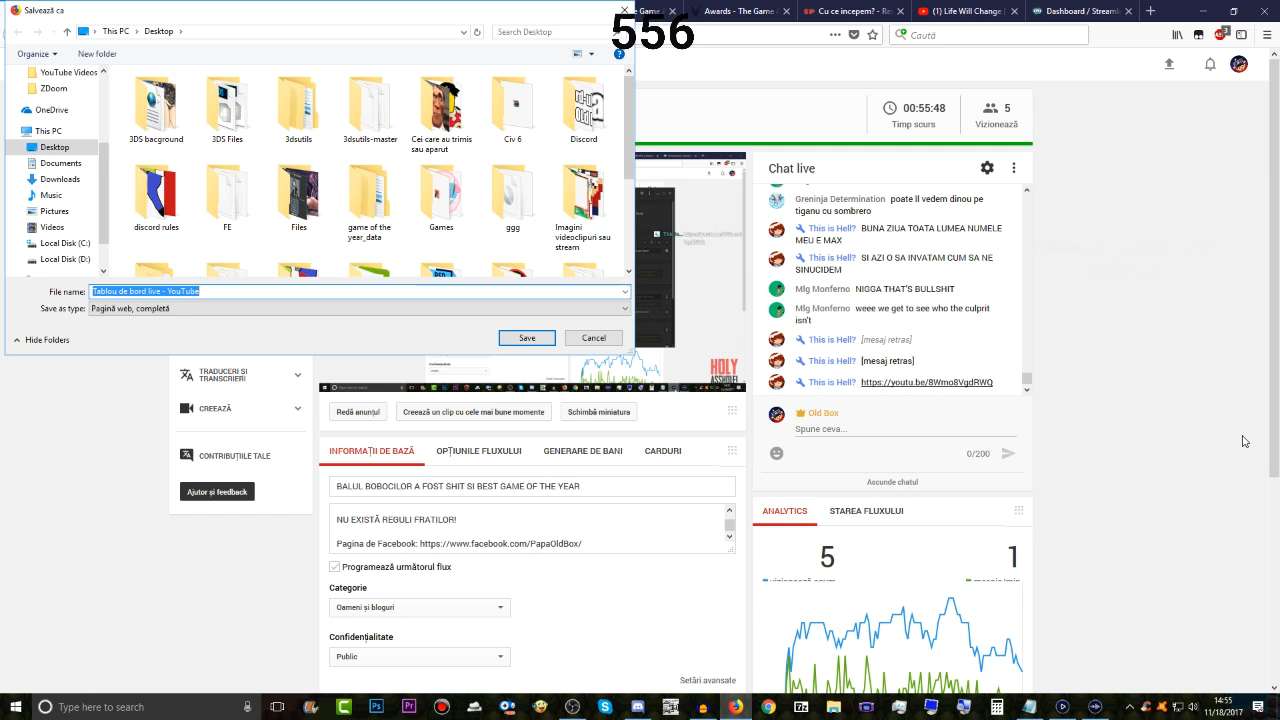 Salvează ca
556
Game
Awards - The Game A
Cu ce incepem? - Res
(1) Life Will Change [
Dashboard / Streamla
This PC
Desktop
Search Desktop
Caută
3
Organize
New folder
YouTube Videos
ZDoom
OneDrive
This PC
Desktop
Documents
Downloads
Music
Pictures
Videos
Local Disk (C:)
Local Disk (D:)
3DS bacground
3DS Files
3dsutils
3dsutils-master
Cei care au trimis
sau aparut
Civ 6
Discord
discord rules
FE
Files
game of the
year_data
Games
ggg
Imagini
videoclipuri sau
stream
File name:
Tablou de bord live - YouTube
Save as type:
Pagină web, completă
Hide Folders
Save
Cancel
00:55:48
Timp scurs
5
Vizionează
Chat live
Greninja Determination poate îl vedem dinou pe
tiganu cu sombrero
This is Hell? BUNA ZIUA TOATA LUMEA NUMELE
MEU E MAX
This is Hell? SI AZI O SA INVATAM CUM SA NE
SINUCIDEM
Mlg Monferno NIGGA THAT'S BULLSHIT
Mlg Monferno weee we get to see who the culprit
isn't
This is Hell? [mesaj retras]
This is Hell? [mesaj retras]
This is Hell? https://youtu.be/8Wmo8VgdRWQ
Old Box
Spune ceva...
0/200
Ascunde chatul
TRADUCERI ȘI
TRANSCRIERI
CREEAZĂ
CONTRIBUȚIILE TALE
Ajutor și feedback
HOLY
ASSHOLE!
Redă anunțul
Creează un clip cu cele mai bune momente
Schimbă miniatura
INFORMAȚII DE BAZĂ
OPȚIUNILE FLUXULUI
GENERARE DE BANI
CARDURI
BALUL BOBOCILOR A FOST SHIT SI BEST GAME OF THE YEAR
NU EXISTĂ REGULI FRATILOR!
Pagina de Facebook: https://www.facebook.com/PapaOldBox/
Programează următorul flux
Categorie
Oameni și bloguri
Confidențialitate
Public
Setări avansate
ANALYTICS
STAREA FLUXULUI
5
1
vizionează acum
mesaje/min
Type here to search
14:55
11/18/2017